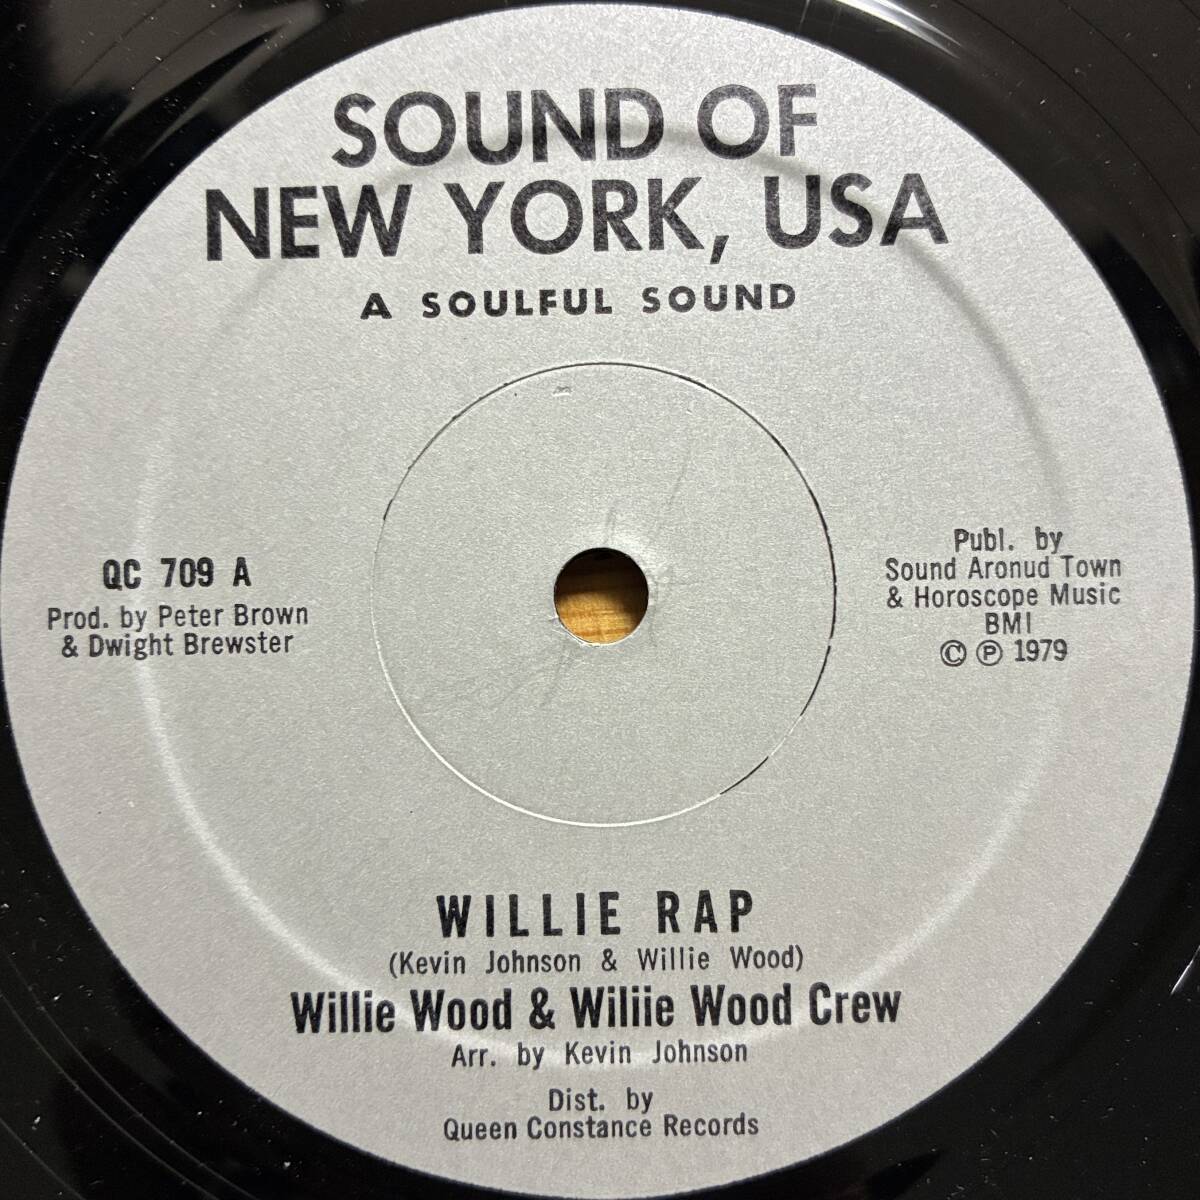 SOUND OF
NEW YORK, USA
A SOULFUL SOUND
QC 709 A
Prod. by Peter Brown
& Dwight Brewster
Publ. by
Sound Aronud Town
& Horoscope Music
BMI
© ℗ 1979
WILLIE RAP
(Kevin Johnson & Willie Wood)
Willie Wood & Wiliie Wood Crew
Arr. by Kevin Johnson
Dist. by
Queen Constance Records